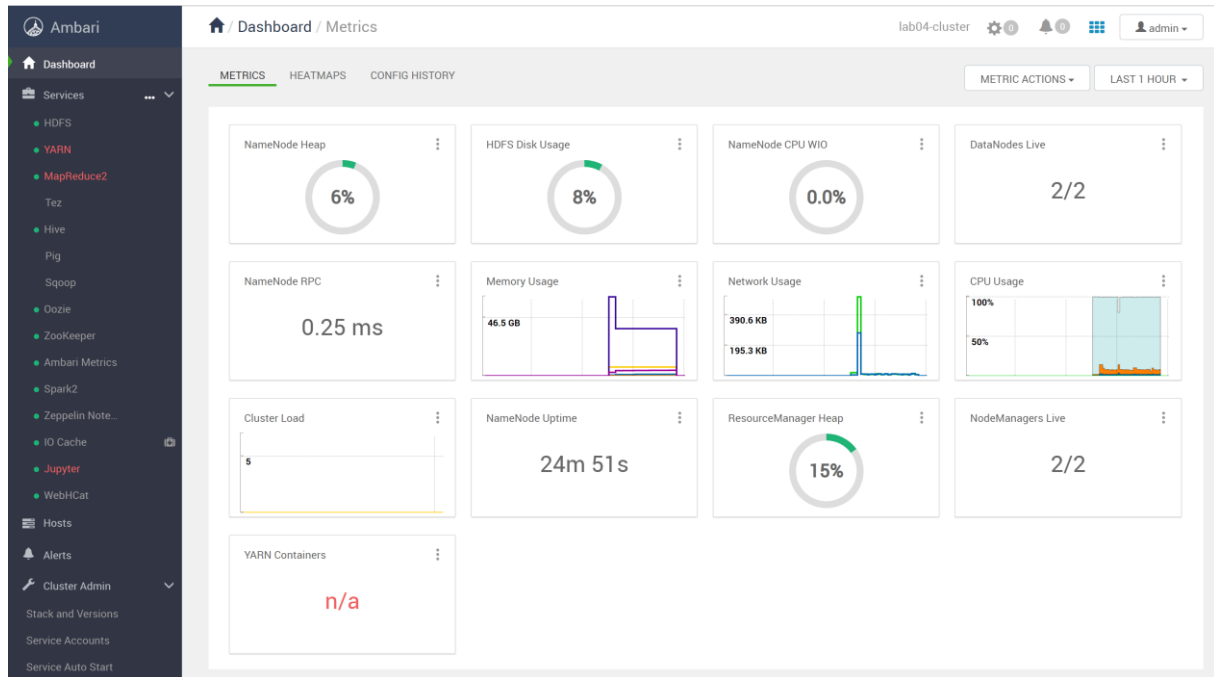 Ambari
/ Dashboard / Metrics
lab04-cluster
0
0
admin
Dashboard
Services
...
HDFS
YARN
MapReduce2
Tez
Hive
Pig
Sqoop
Oozie
ZooKeeper
Ambari Metrics
Spark2
Zeppelin Note...
IO Cache
Jupyter
WebHCat
Hosts
Alerts
Cluster Admin
Stack and Versions
Service Accounts
Service Auto Start
METRICS HEATMAPS CONFIG HISTORY
METRIC ACTIONS
LAST 1 HOUR
NameNode Heap
6%
HDFS Disk Usage
8%
NameNode CPU WIO
0.0%
DataNodes Live
2/2
NameNode RPC
0.25 ms
Memory Usage
46.5 GB
Network Usage
390.6 KB
195.3 KB
CPU Usage
100%
50%
Cluster Load
5
NameNode Uptime
24m 51s
ResourceManager Heap
15%
NodeManagers Live
2/2
YARN Containers
n/a